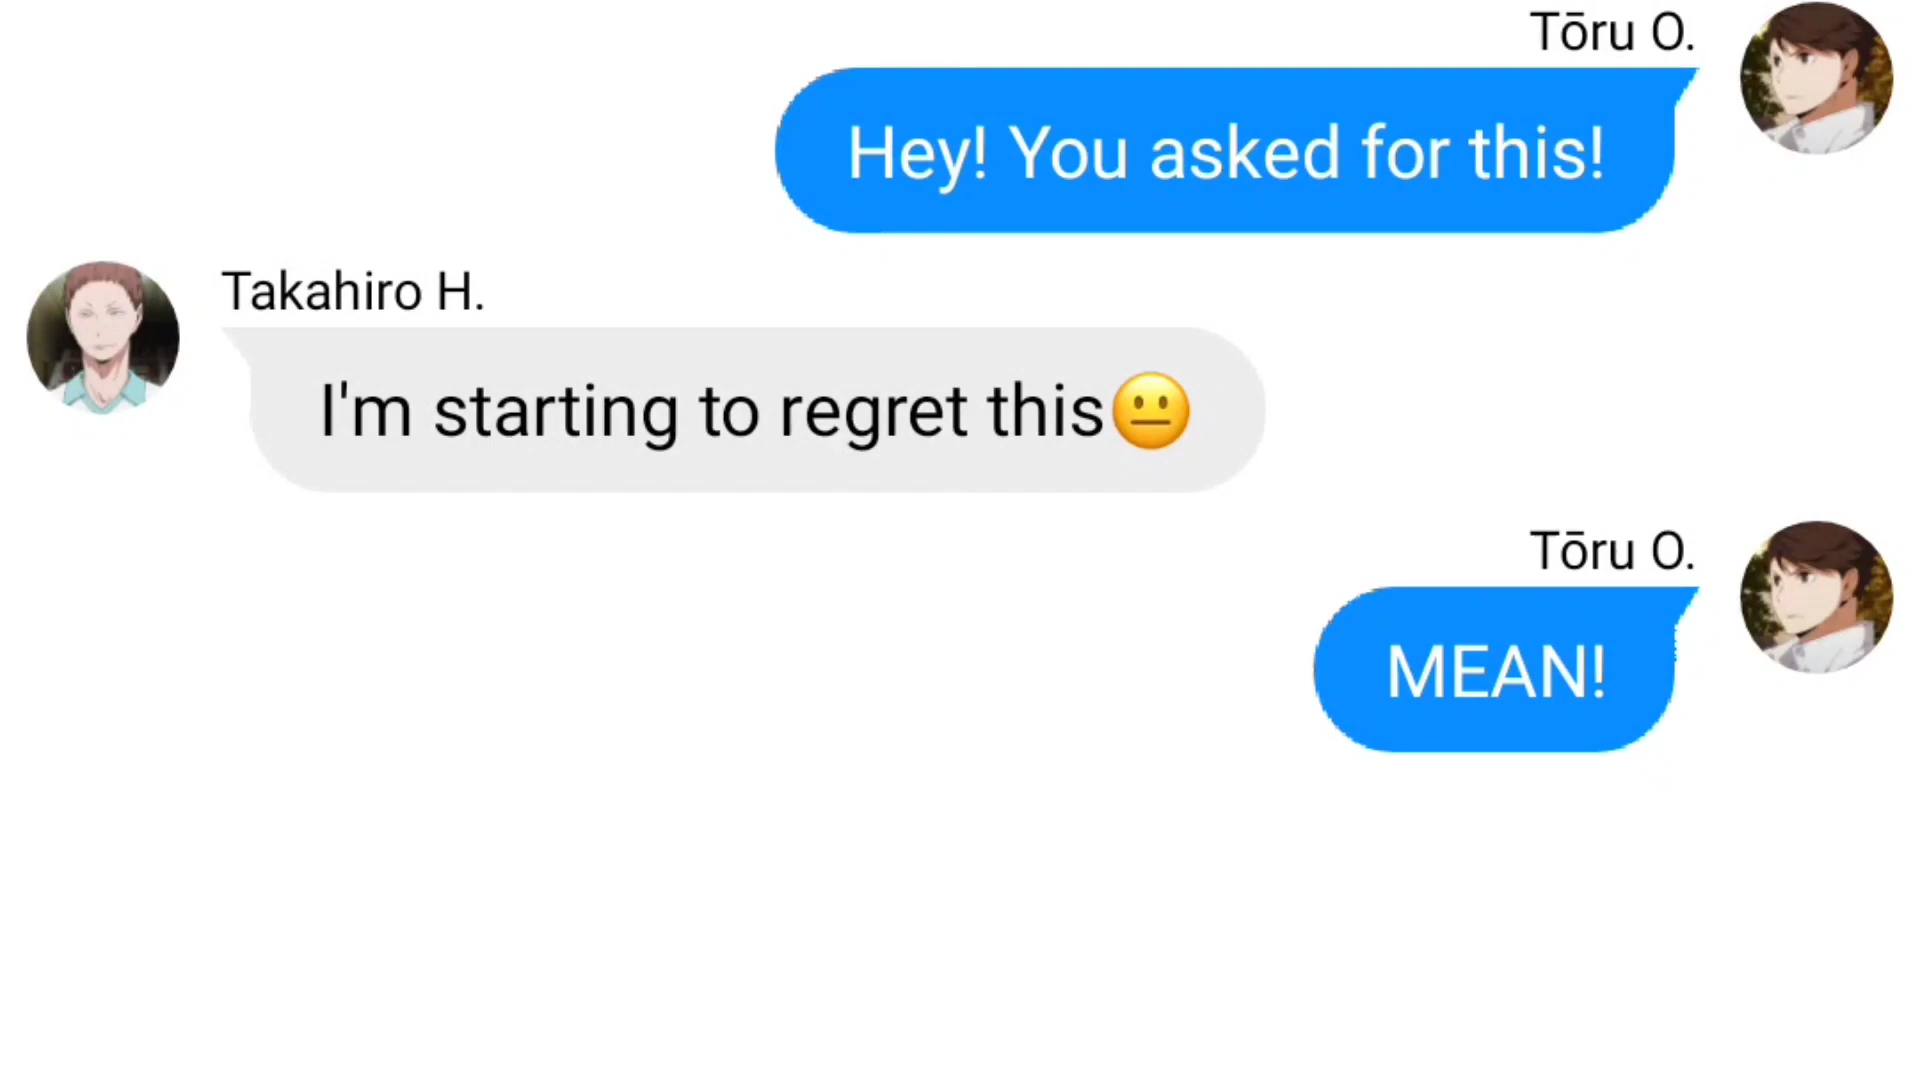 Tōru O.
Hey! You asked for this!
Takahiro H.
I'm starting to regret this😐
Tōru O.
MEAN!